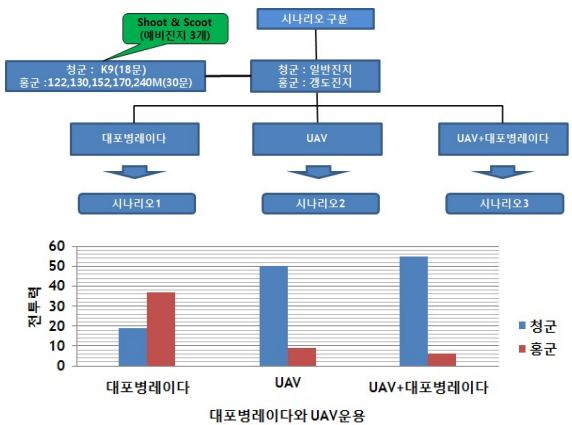 Shoot & Scoot
(예비진지 3개)
시나리오 구분
청군 : K9(18문)
홍군 :122,130,152,170,240M(30문)
청군 : 일반진지
홍군 : 갱도진지
대포병레이다
UAV
UAV+대포병레이다
시나리오1
시나리오2
시나리오3
60
50
40
30
20
10
0
전투력
대포병레이다
UAV
UAV+대포병레이다
청군
홍군
대포병레이다와 UAV운용